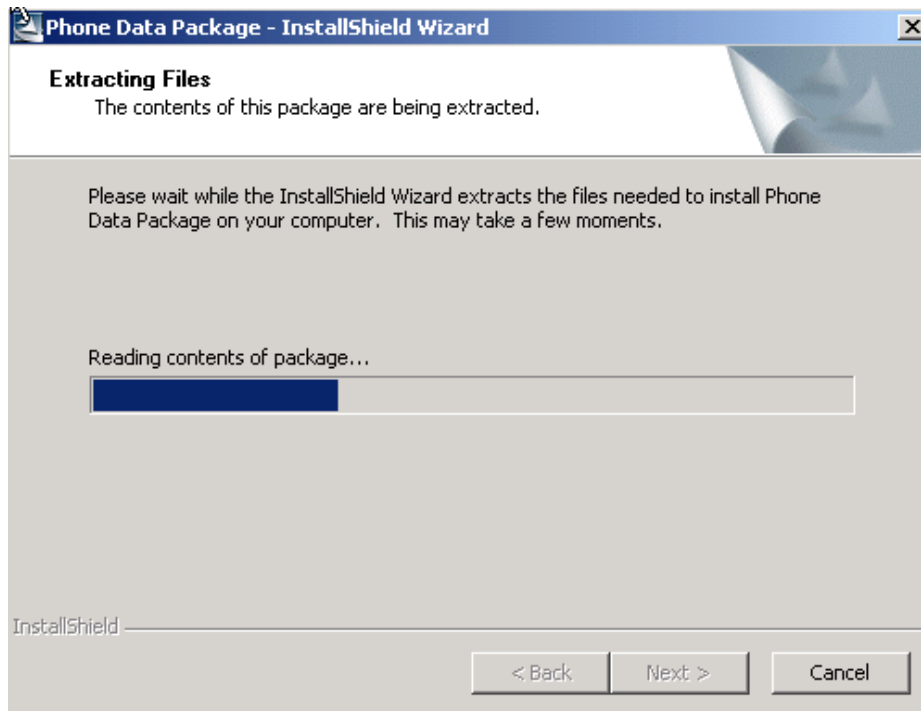 Phone Data Package - InstallShield Wizard
Extracting Files
The contents of this package are being extracted.
Please wait while the InstallShield Wizard extracts the files needed to install Phone
Data Package on your computer.  This may take a few moments.
Reading contents of package...
InstallShield
< Back
Next >
Cancel